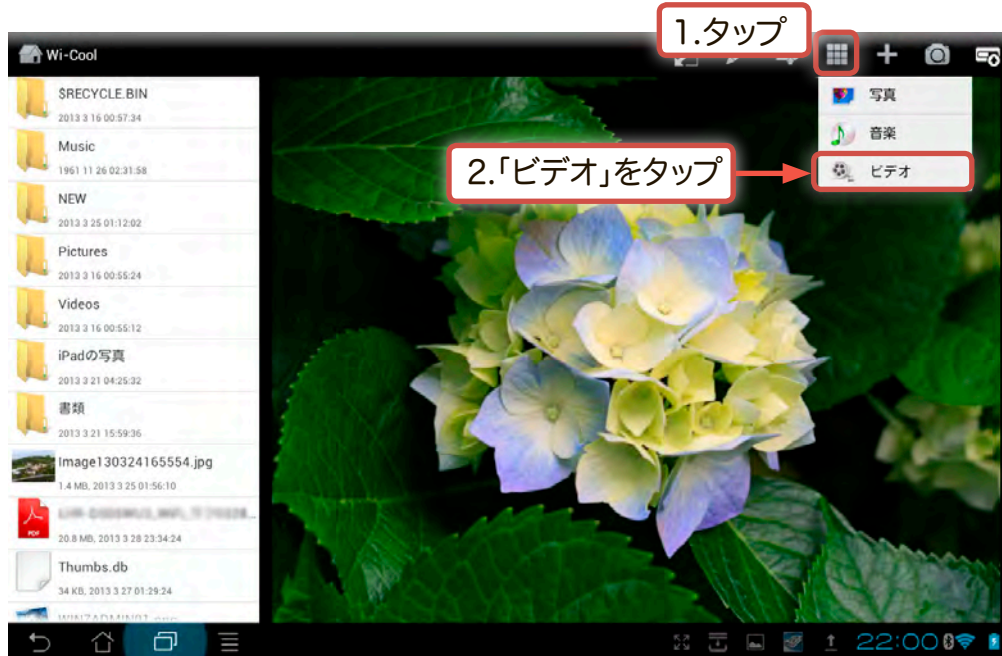 1.タップ
Wi-Cool
$RECYCLE.BIN
2013 3 16 00:57:34
Music
1961 11 26 02:31:58
NEW
2013 3 25 01:12:02
Pictures
2013 3 16 00:55:24
Videos
2013 3 16 00:55:12
iPadの写真
2013 3 21 04:25:32
書類
2013 3 21 15:59:36
Image130324165554.jpg
1.4 MB, 2013 3 25 01:56:10
PDF
20.8 MB, 2013 3 28 23:34:24
Thumbs.db
34 KB, 2013 3 27 01:29:24
写真
音楽
ビデオ
2.「ビデオ」をタップ
22:00